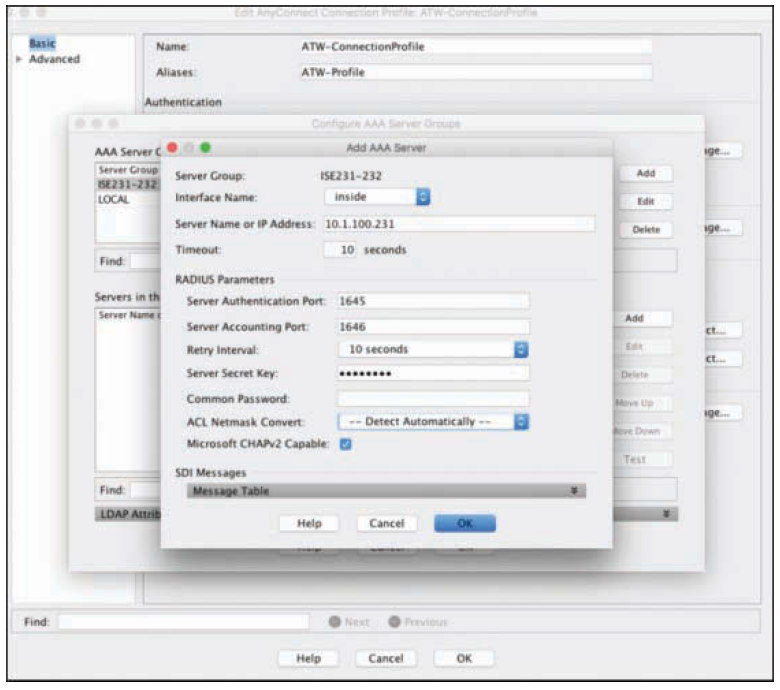 Edit AnyConnect Connection Profile: ATW-ConnectionProfile
Basic
Advanced
Name: ATW-ConnectionProfile
Aliases: ATW-Profile
Authentication
Configure AAA Server Groups
AAA Server
Server Group
ISE231-232
LOCAL
Find:
Servers in th
Server Name
Find:
LDAP Attrib
Add
Edit
Delete
Add
Edit
Delete
Move Up
Move Down
Test
Add AAA Server
Server Group: ISE231-232
Interface Name: inside
Server Name or IP Address: 10.1.100.231
Timeout: 10 seconds
RADIUS Parameters
Server Authentication Port: 1645
Server Accounting Port: 1646
Retry Interval: 10 seconds
Server Secret Key: ••••••••
Common Password:
ACL Netmask Convert: -- Detect Automatically --
Microsoft CHAPv2 Capable:
SDI Messages
Message Table
Help Cancel OK
age...
age...
ct...
ct...
age...
Find: Next Previous
Help Cancel OK